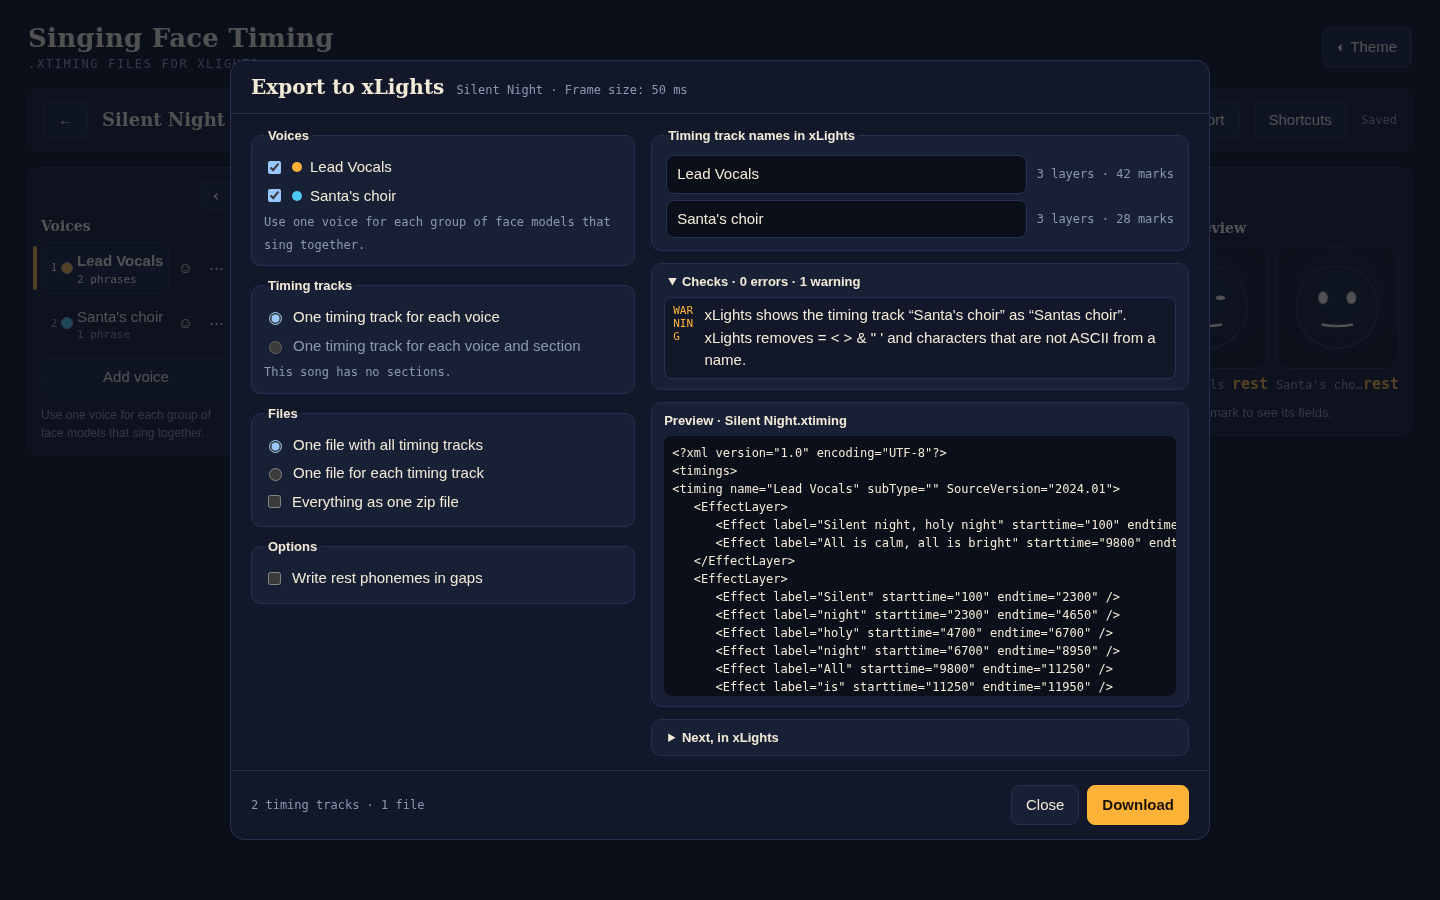 Singing Face Timing
.XTIMING FILES FOR XLIGHTS
Theme
←
Silent Night
Shortcuts
Saved
Export to xLights
Silent Night · Frame size: 50 ms
Voices
Lead Vocals
Santa's choir
Use one voice for each group of face models that
sing together.
Timing tracks
One timing track for each voice
One timing track for each voice and section
This song has no sections.
Files
One file with all timing tracks
One file for each timing track
Everything as one zip file
Options
Write rest phonemes in gaps
Timing track names in xLights
Lead Vocals
3 layers · 42 marks
Santa's choir
3 layers · 28 marks
Checks · 0 errors · 1 warning
WAR
NIN
G
xLights shows the timing track “Santa's choir” as “Santas choir”.
xLights removes = < > & " ' and characters that are not ASCII from a
name.
Preview · Silent Night.xtiming
<?xml version="1.0" encoding="UTF-8"?>
<timings>
<timing name="Lead Vocals" subType="" SourceVersion="2024.01">
<EffectLayer>
<Effect label="Silent night, holy night" starttime="100" endtime
<Effect label="All is calm, all is bright" starttime="9800" endt
</EffectLayer>
<EffectLayer>
<Effect label="Silent" starttime="100" endtime="2300" />
<Effect label="night" starttime="2300" endtime="4650" />
<Effect label="holy" starttime="4700" endtime="6700" />
<Effect label="night" starttime="6700" endtime="8950" />
<Effect label="All" starttime="9800" endtime="11250" />
<Effect label="is" starttime="11250" endtime="11950" />
Next, in xLights
2 timing tracks · 1 file
Close
Download
Voices
1
Lead Vocals
2 phrases
2
Santa's choir
1 phrase
Add voice
Use one voice for each group of
face models that sing together.
rest
Santa's cho…
rest
mark to see its fields.